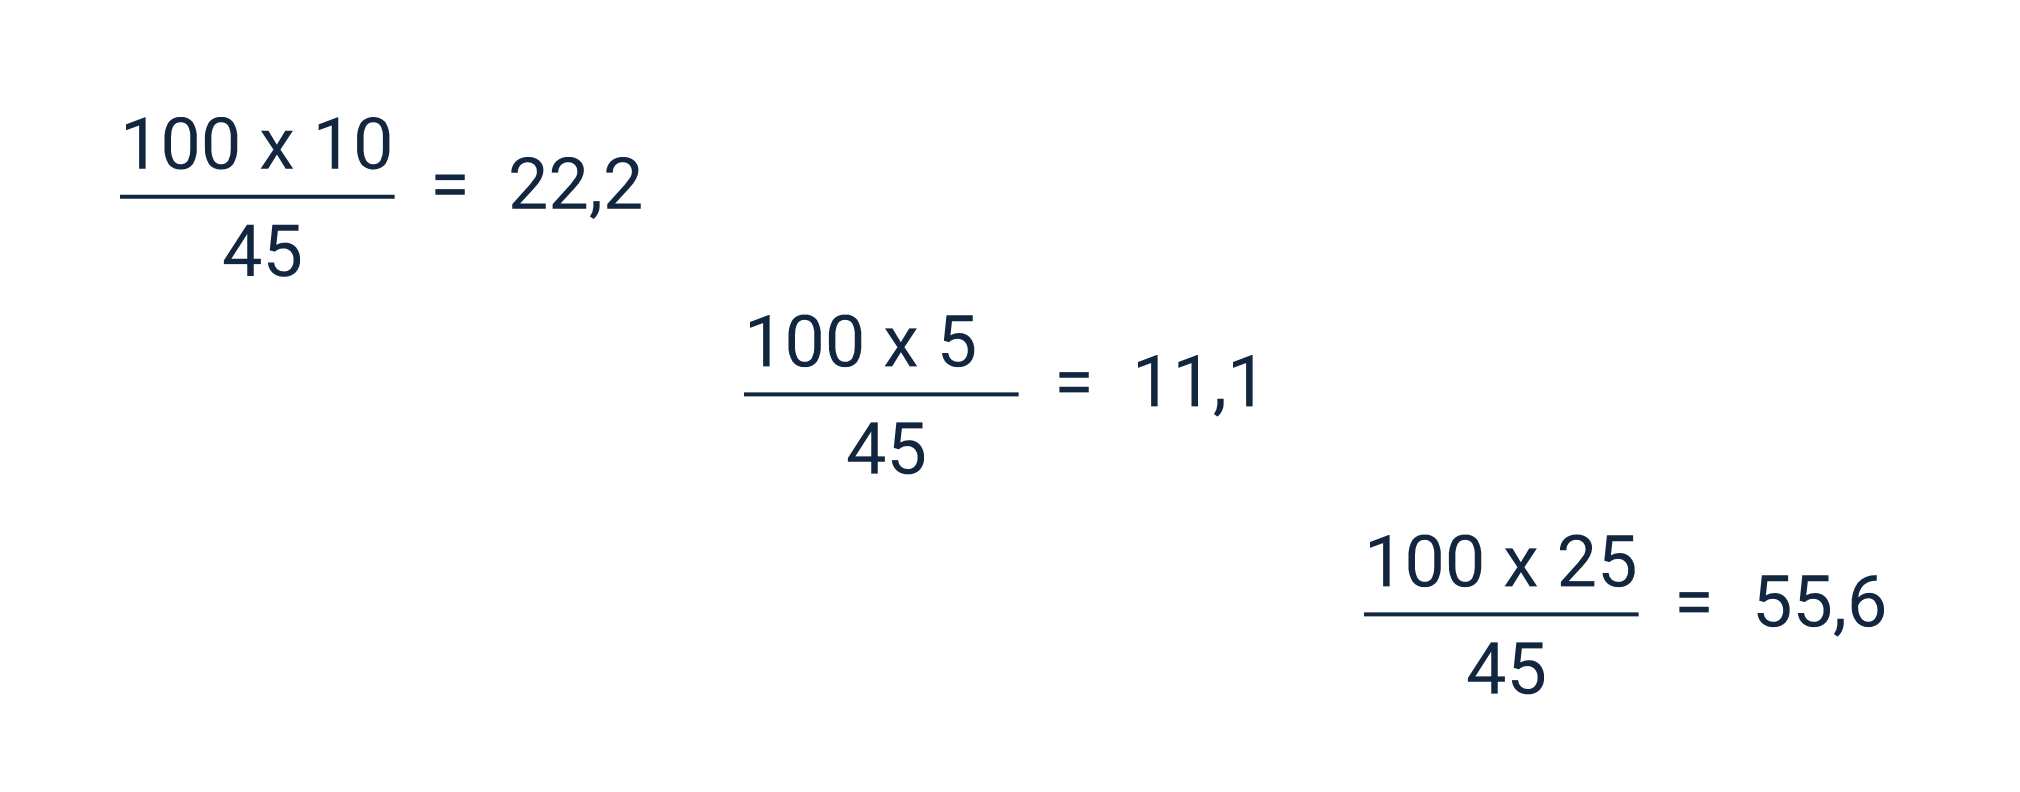 100 x 10
= 22,2
45
100 x 5
= 11,1
45
100 x 25
= 55,6
45